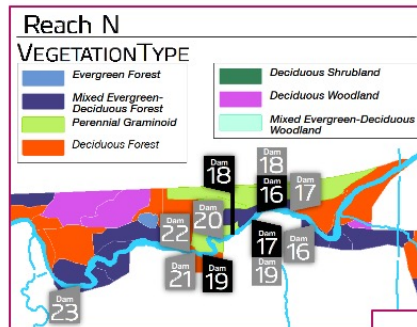 Reach N
VEGETATIONTYPE
Evergreen Forest
Mixed Evergreen-
Deciduous Forest
Perennial Graminoid
Deciduous Forest
Deciduous Shrubland
Deciduous Woodland
Mixed Evergreen-Deciduous
Woodland
Dam
18
Dam
18
Dam
16
Dam
17
Dam
20
Dam
22
Dam
21
Dam
19
Dam
17
Dam
16
Dam
19
Dam
23